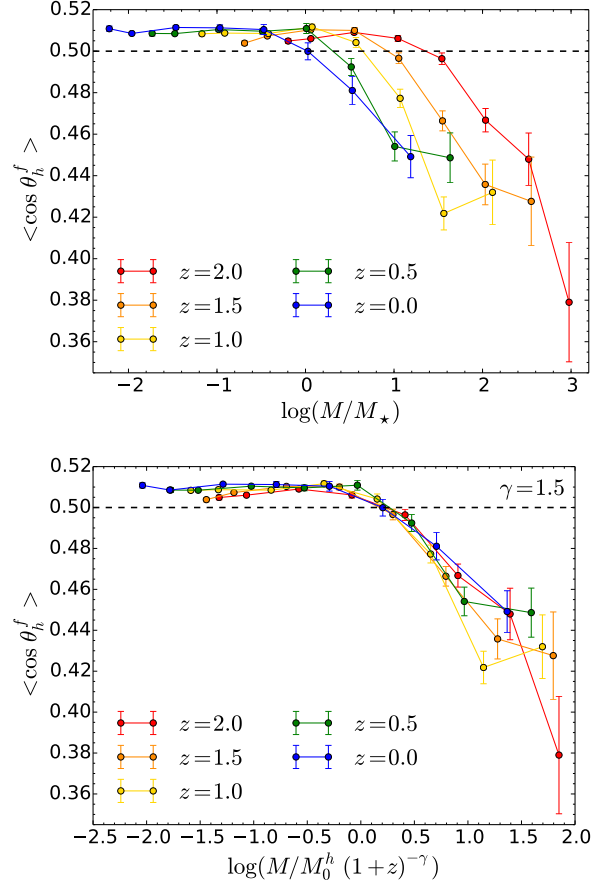 0.52
0.50
0.48
0.46
0.44
0.42
0.40
0.38
0.36
<cos θ_h^f >
z=2.0
z=1.5
z=1.0
z=0.5
z=0.0
−2 −1 0 1 2 3
log(M/M_⋆)
0.52
0.50
0.48
0.46
0.44
0.42
0.40
0.38
0.36
<cos θ_h^f >
γ=1.5
z=2.0
z=1.5
z=1.0
z=0.5
z=0.0
−2.5 −2.0 −1.5 −1.0 −0.5 0.0 0.5 1.0 1.5 2.0
log(M/M_0^h (1+z)^{−γ})